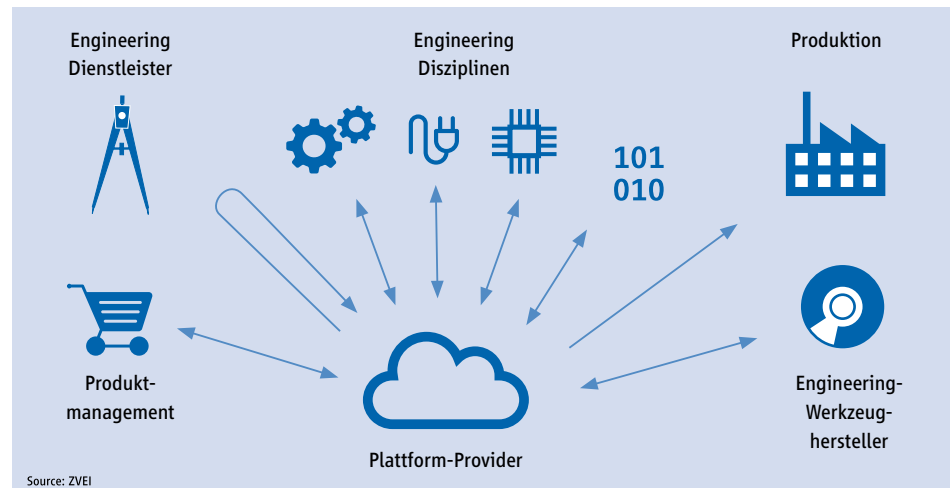 Engineering
Dienstleister
Engineering
Disziplinen
Produktion
101
010
Produkt-
management
Plattform-Provider
Engineering-
Werkzeug-
hersteller
Source: ZVEI